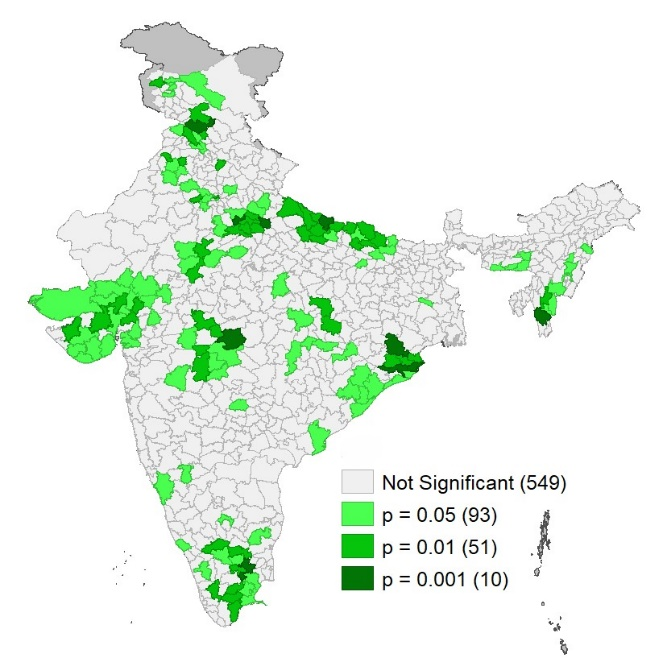 Not Significant (549)
p = 0.05 (93)
p = 0.01 (51)
p = 0.001 (10)